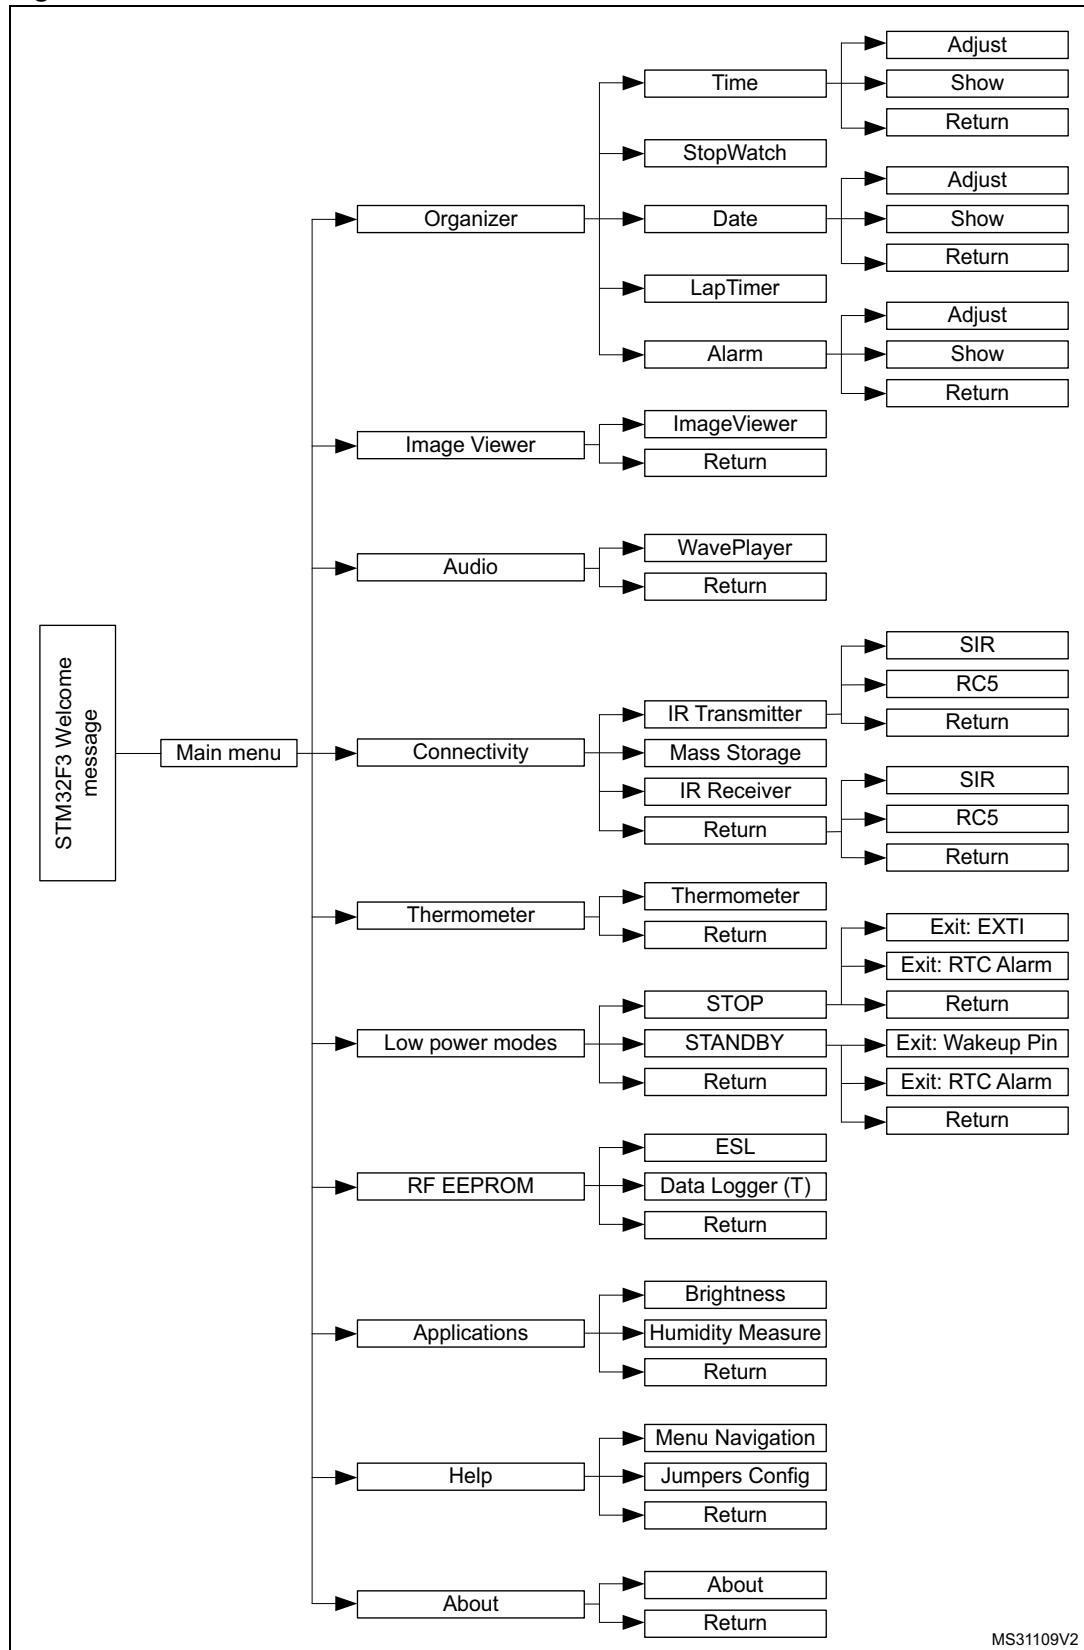 STM32F3 Welcome
message
Main menu
Organizer
Time
Adjust
Show
Return
StopWatch
Date
Adjust
Show
Return
LapTimer
Alarm
Adjust
Show
Return
Image Viewer
ImageViewer
Return
Audio
WavePlayer
Return
Connectivity
IR Transmitter
SIR
RC5
Return
Mass Storage
IR Receiver
Return
SIR
RC5
Return
Thermometer
Thermometer
Return
Low power modes
STOP
Exit: EXTI
Exit: RTC Alarm
Return
STANDBY
Exit: Wakeup Pin
Exit: RTC Alarm
Return
Return
RF EEPROM
ESL
Data Logger (T)
Return
Applications
Brightness
Humidity Measure
Return
Help
Menu Navigation
Jumpers Config
Return
About
About
Return
MS31109V2